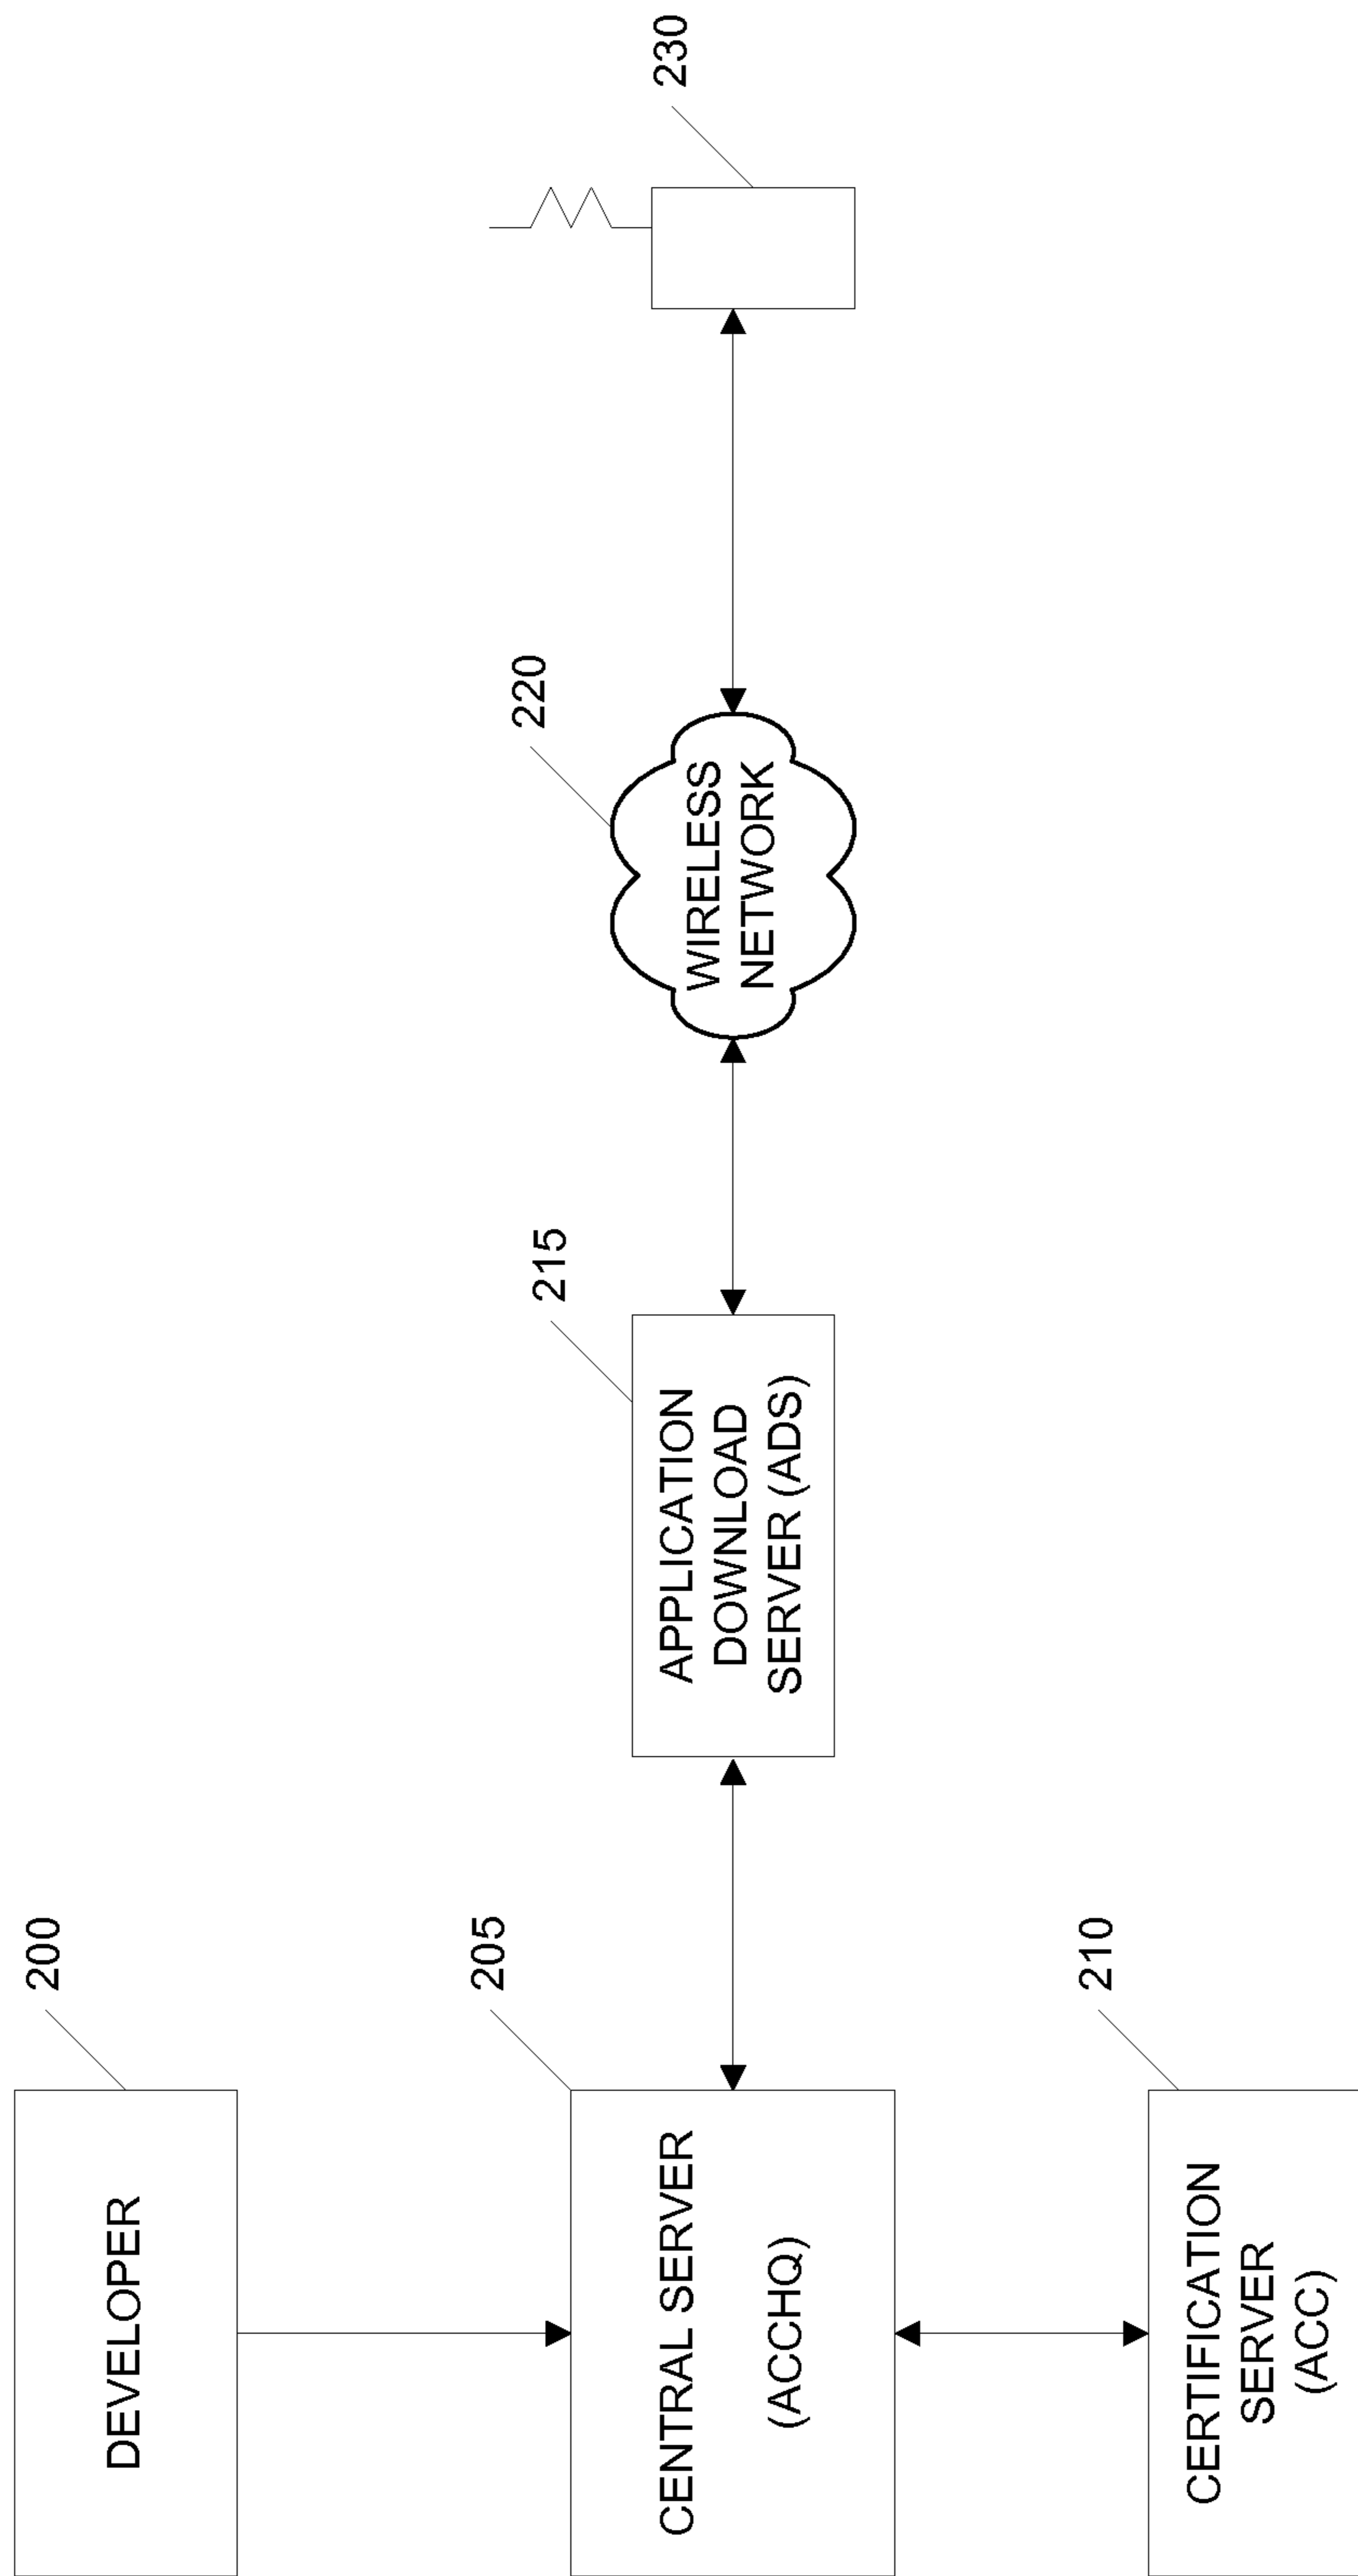 200
DEVELOPER
205
CENTRAL SERVER
(ACCHQ)
210
CERTIFICATION
SERVER
(ACC)
215
APPLICATION
DOWNLOAD
SERVER (ADS)
220
WIRELESS
NETWORK
230